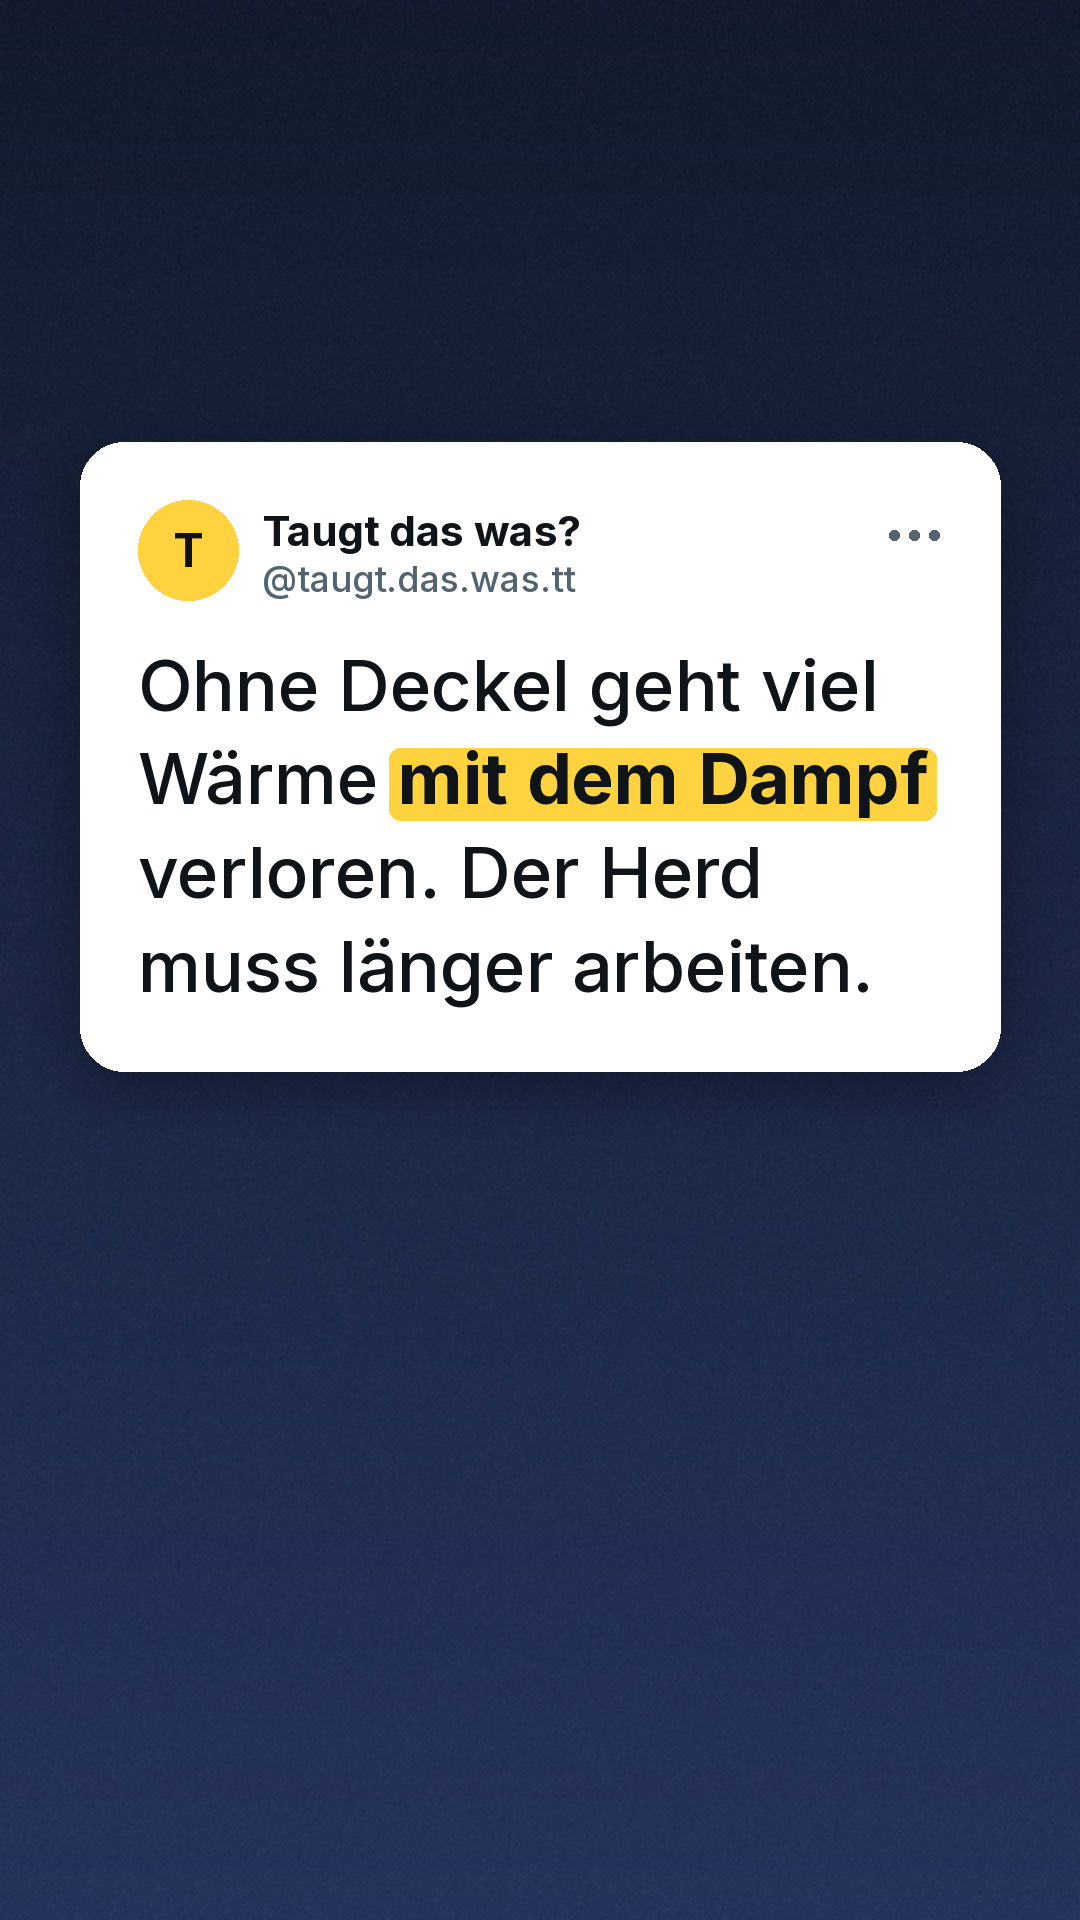 T
Taugt das was?
@taugt.das.was.tt
Ohne Deckel geht viel
Wärme mit dem Dampf
verloren. Der Herd
muss länger arbeiten.